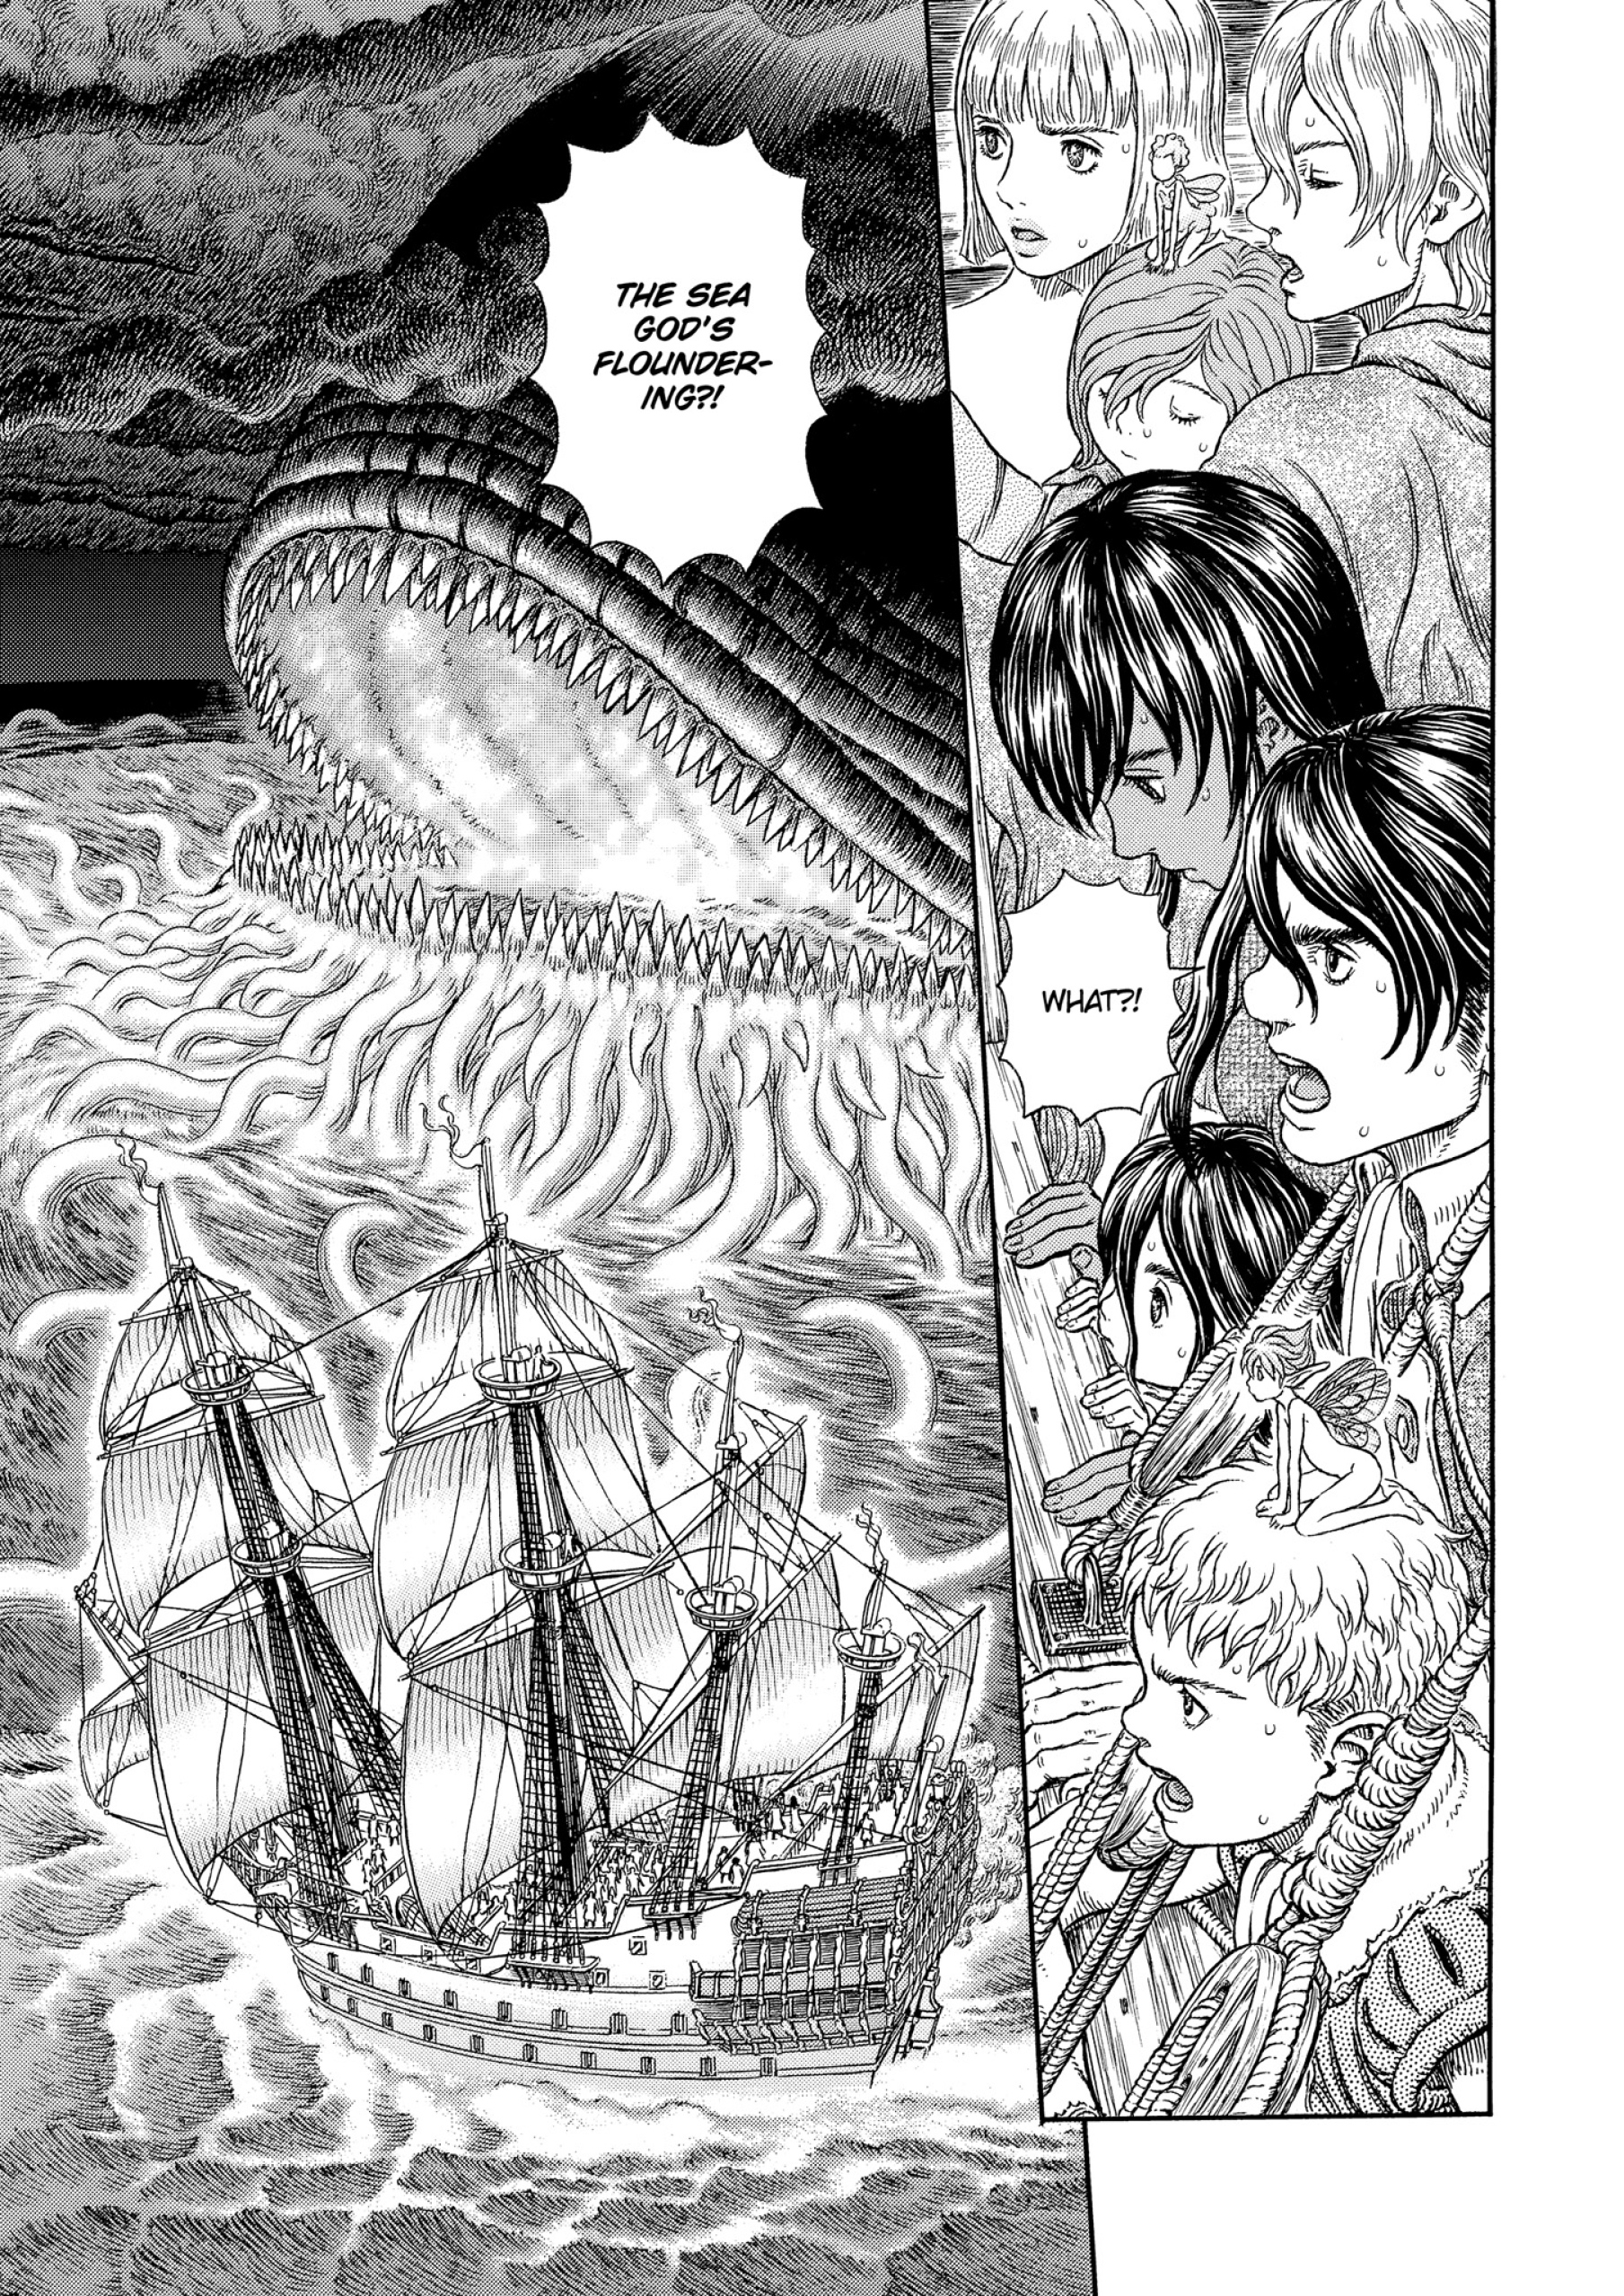 WHAT?!
THE SEA
GOD'S
FLOUNDER-
ING?!